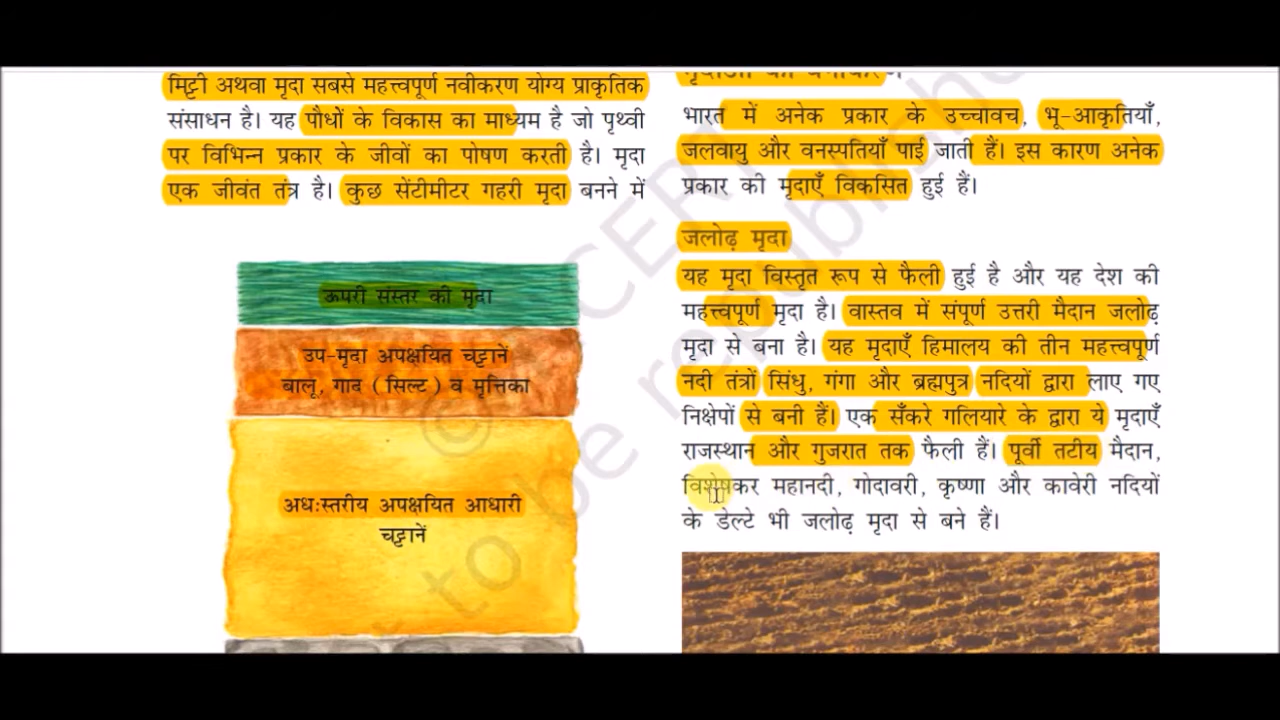 मिट्टी अथवा मृदा सबसे महत्त्वपूर्ण नवीकरण योग्य प्राकृतिक
संसाधन है। यह पौधों के विकास का माध्यम है जो पृथ्वी
पर विभिन्न प्रकार के जीवों का पोषण करती है। मृदा
एक जीवंत तंत्र है। कुछ सेंटीमीटर गहरी मृदा बनने में
ऊपरी संस्तर की मृदा
उप-मृदा अपक्षयित चट्टानें
बालू, गाद (सिल्ट) व मृत्तिका
अधःस्तरीय अपक्षयित आधारी
चट्टानें
भारत में अनेक प्रकार के उच्चावच, भू-आकृतियाँ,
जलवायु और वनस्पतियाँ पाई जाती हैं। इस कारण अनेक
प्रकार की मृदाएँ विकसित हुई हैं।
जलोढ़ मृदा
यह मृदा विस्तृत रूप से फैली हुई है और यह देश की
महत्त्वपूर्ण मृदा है। वास्तव में संपूर्ण उत्तरी मैदान जलोढ़
मृदा से बना है। यह मृदाएँ हिमालय की तीन महत्त्वपूर्ण
नदी तंत्रों सिंधु, गंगा और ब्रह्मपुत्र नदियों द्वारा लाए गए
निक्षेपों से बनी हैं। एक सँकरे गलियारे के द्वारा ये मृदाएँ
राजस्थान और गुजरात तक फैली हैं। पूर्वी तटीय मैदान,
विशेषकर महानदी, गोदावरी, कृष्णा और कावेरी नदियों
के डेल्टे भी जलोढ़ मृदा से बने हैं।